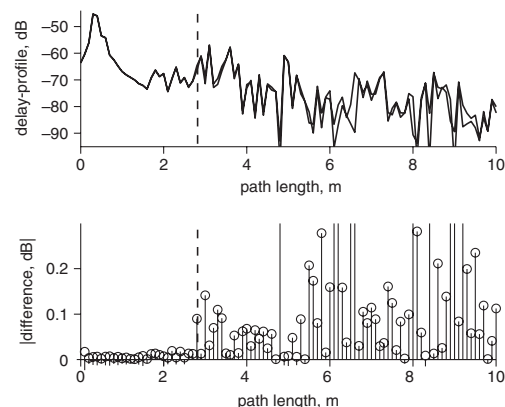 delay-profile, dB
−50
−60
−70
−80
−90
0 2 4 6 8 10
path length, m
|difference, dB|
0.2
0.1
0
0 2 4 6 8 10
path length, m